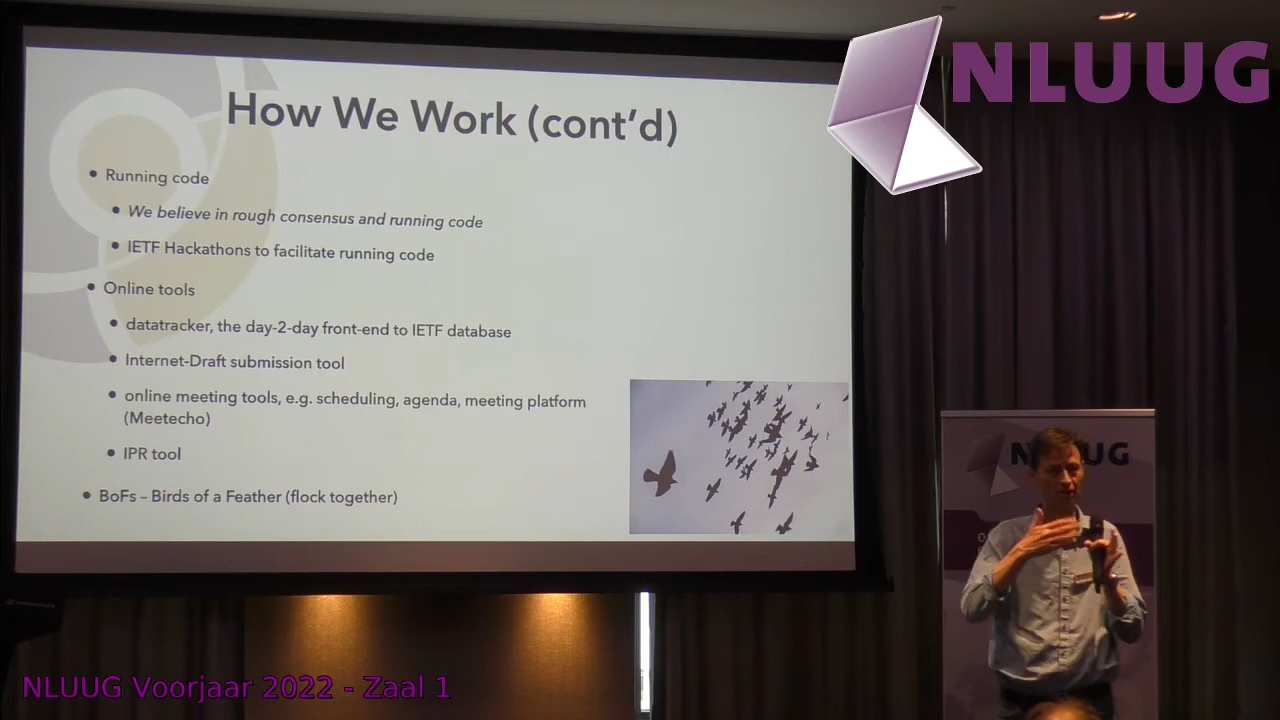 NLUUG
How We Work (cont’d)
• Running code
• We believe in rough consensus and running code
• IETF Hackathons to facilitate running code
• Online tools
• datatracker, the day-2-day front-end to IETF database
• Internet-Draft submission tool
• online meeting tools, e.g. scheduling, agenda, meeting platform
(Meetecho)
• IPR tool
• BoFs – Birds of a Feather (flock together)
NLUUG Voorjaar 2022 - Zaal 1